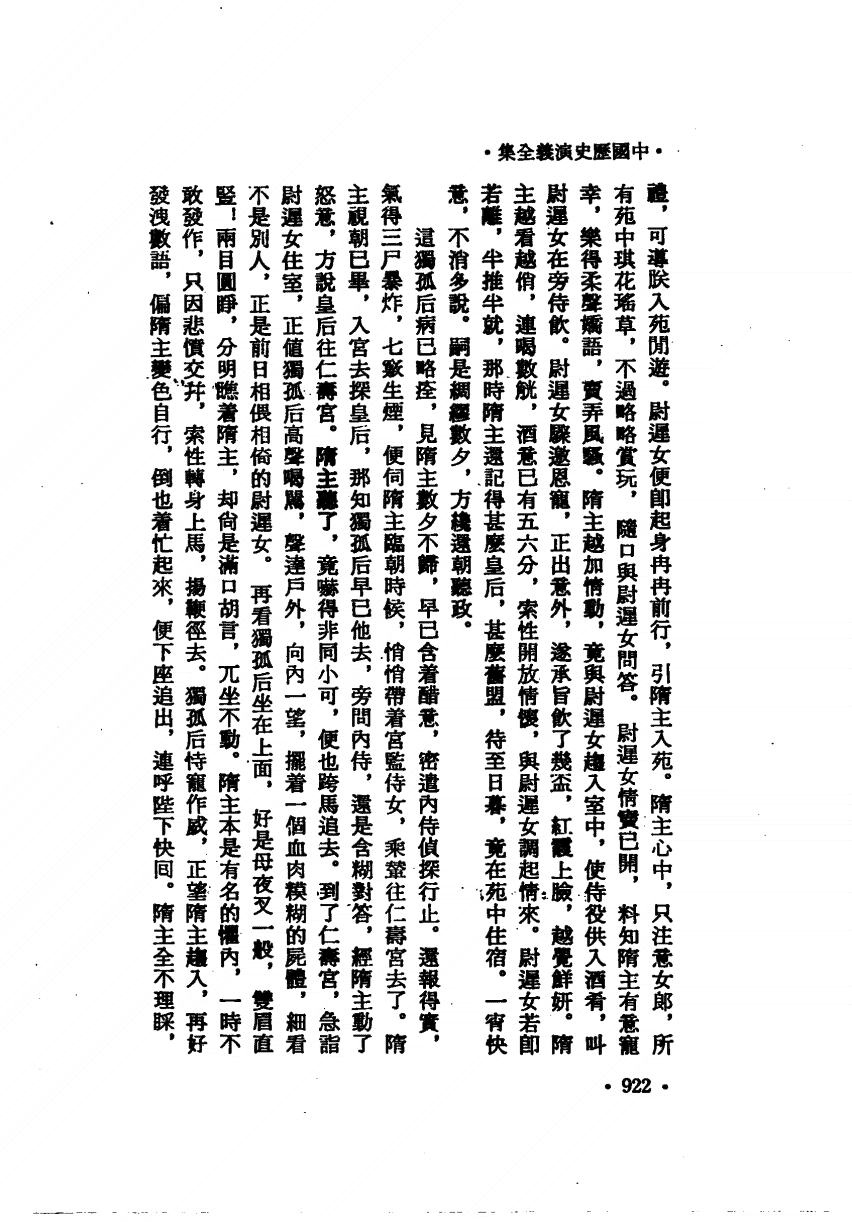 •中國歷史演義全集•
禮，可導朕入苑閒遊。尉遲女便卽起身冉冉前行，引隋主入苑。隋主心中，只注意女郎，所
有苑中琪花瑤草，不過略略賞玩，隨口與尉遲女問答。尉遲女情竇已開，料知隋主有意寵
幸，樂得柔聲嬌語，賣弄風騷。隋主越加情動，竟與尉遲女趨入室中，使侍役供入酒肴，叫
尉遲女在旁侍飲。尉遲女驟邀恩寵，正出意外，遂承旨飲了幾盃，紅霞上臉，越覺鮮妍。隋
主越看越俏，連喝數觥，酒意已有五六分，索性開放情懷，與尉遲女調起情來。尉遲女若卽
若離，半推半就，那時隋主還記得甚麼皇后，甚麼舊盟，待至日暮，竟在苑中住宿。一宵快
意，不消多說。嗣是綢繆數夕，方纔還朝聽政。
這獨孤后病已略痊，見隋主數夕不歸，早已含着醋意，密遣內侍偵探行止。還報得實，
氣得三尸暴炸，七竅生煙，便伺隋主臨朝時候，悄悄帶着宮監侍女，乘輦往仁壽宮去了。隋
主視朝已畢，入宮去探皇后，那知獨孤后早已他去，旁問內侍，還是含糊對答，經隋主動了
怒意，方說皇后往仁壽宮。隋主聽了，竟嚇得非同小可，便也跨馬追去。到了仁壽宮，急詣
尉遲女住室，正值獨孤后高聲喝罵，聲達戶外，向內一望，擺着一個血肉糢糊的屍體，細看
不是別人，正是前日相偎相倚的尉遲女。再看獨孤后坐在上面，好是母夜叉一般，雙眉直
豎，兩目圓睜，分明瞧着隋主，却尙是滿口胡言，兀坐不動。隋主本是有名的懼內，一時不
敢發作，只因悲憤交幷，索性轉身上馬，揚鞭徑去。獨孤后恃寵作威，正望隋主趨入，再好
發洩數語，偏隋主變色自行，倒也着忙起來，便下座追出，連呼陛下快回。隋主全不理睬，
•922•